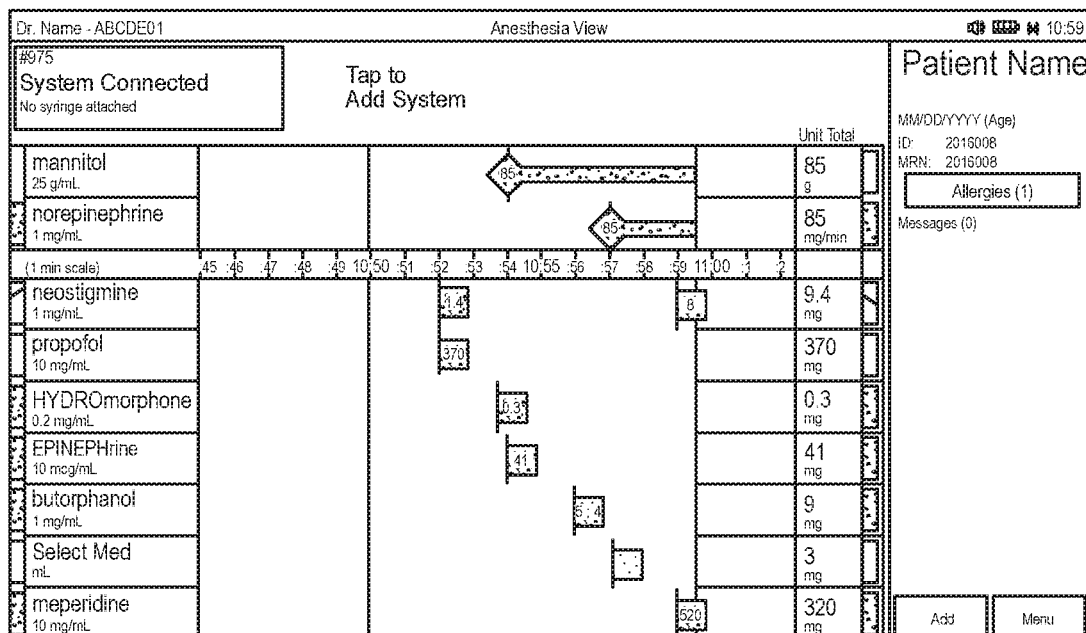 Dr. Name - ABCDE01 Anesthesia View 10:59
#975
System Connected
No syringe attached
Tap to
Add System
Patient Name
MM/DD/YYYY (Age)
ID: 2016008
MRN: 2016008
Allergies (1)
Messages (0)
Unit Total
mannitol 85 85
25 g/mL g
norepinephrine 85 85
1 mg/mL mg/min
(1 min scale) :45 :46 :47 :48 :49 10:50 :51 :52 :53 :54 10:55 :56 :57 :58 :59 11:00 :1 :2
neostigmine 1.4 8 9.4
1 mg/mL mg
propofol 370 370
10 mg/mL mg
HYDROmorphone 0.3 0.3
0.2 mg/mL mg
EPINEPHrine 41 41
10 mcg/mL mg
butorphanol 5 : 4 9
1 mg/mL mg
Select Med 3
mL mg
meperidine 520 320
10 mg/mL mg
Add Menu